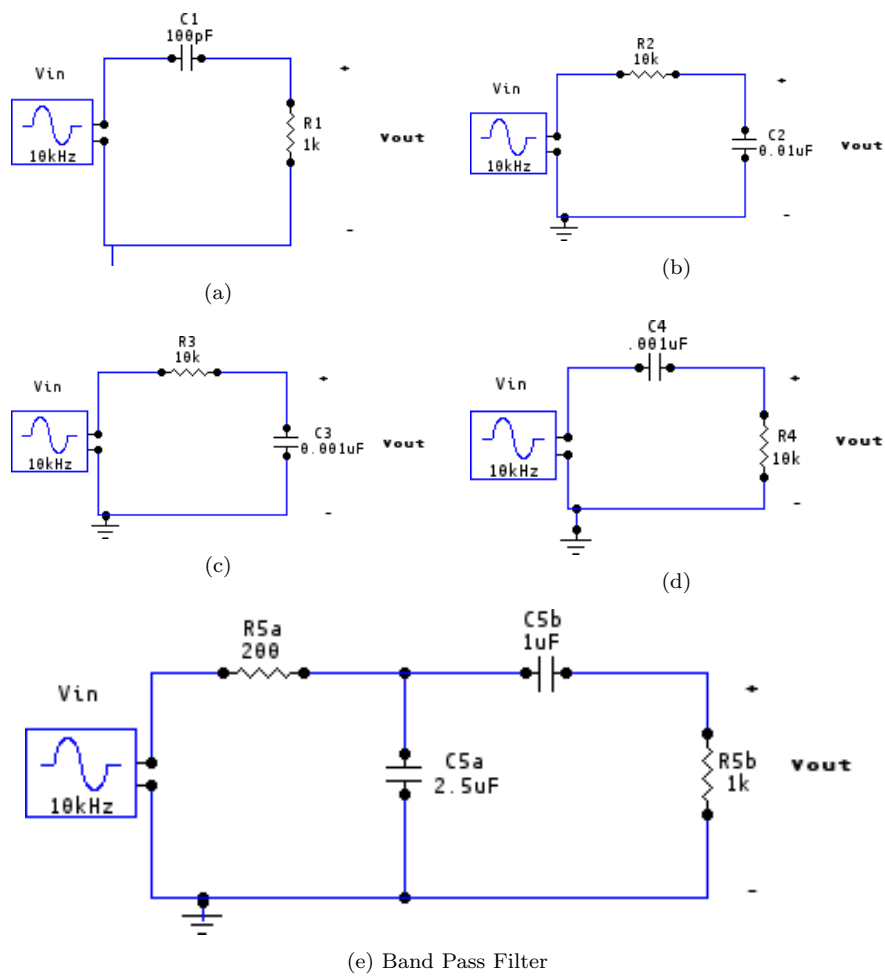 C1
100pF
Vin
10kHz
R1
1k
+
Vout
-
(a)
R2
10k
Vin
10kHz
C2
0.01uF
+
Vout
-
(b)
R3
10k
Vin
10kHz
C3
0.001uF
+
Vout
-
(c)
C4
.001uF
Vin
10kHz
R4
10k
+
Vout
-
(d)
R5a
200
C5b
1uF
Vin
10kHz
C5a
2.5uF
R5b
1k
+
Vout
-
(e) Band Pass Filter